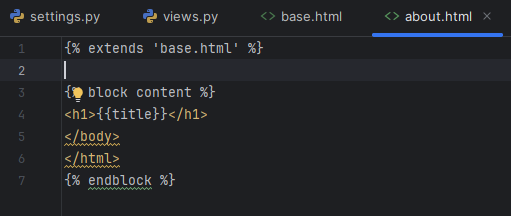 settings.py views.py base.html about.html
1 {% extends 'base.html' %}
2
3 {% block content %}
4 <h1>{{title}}</h1>
5 </body>
6 </html>
7 {% endblock %}